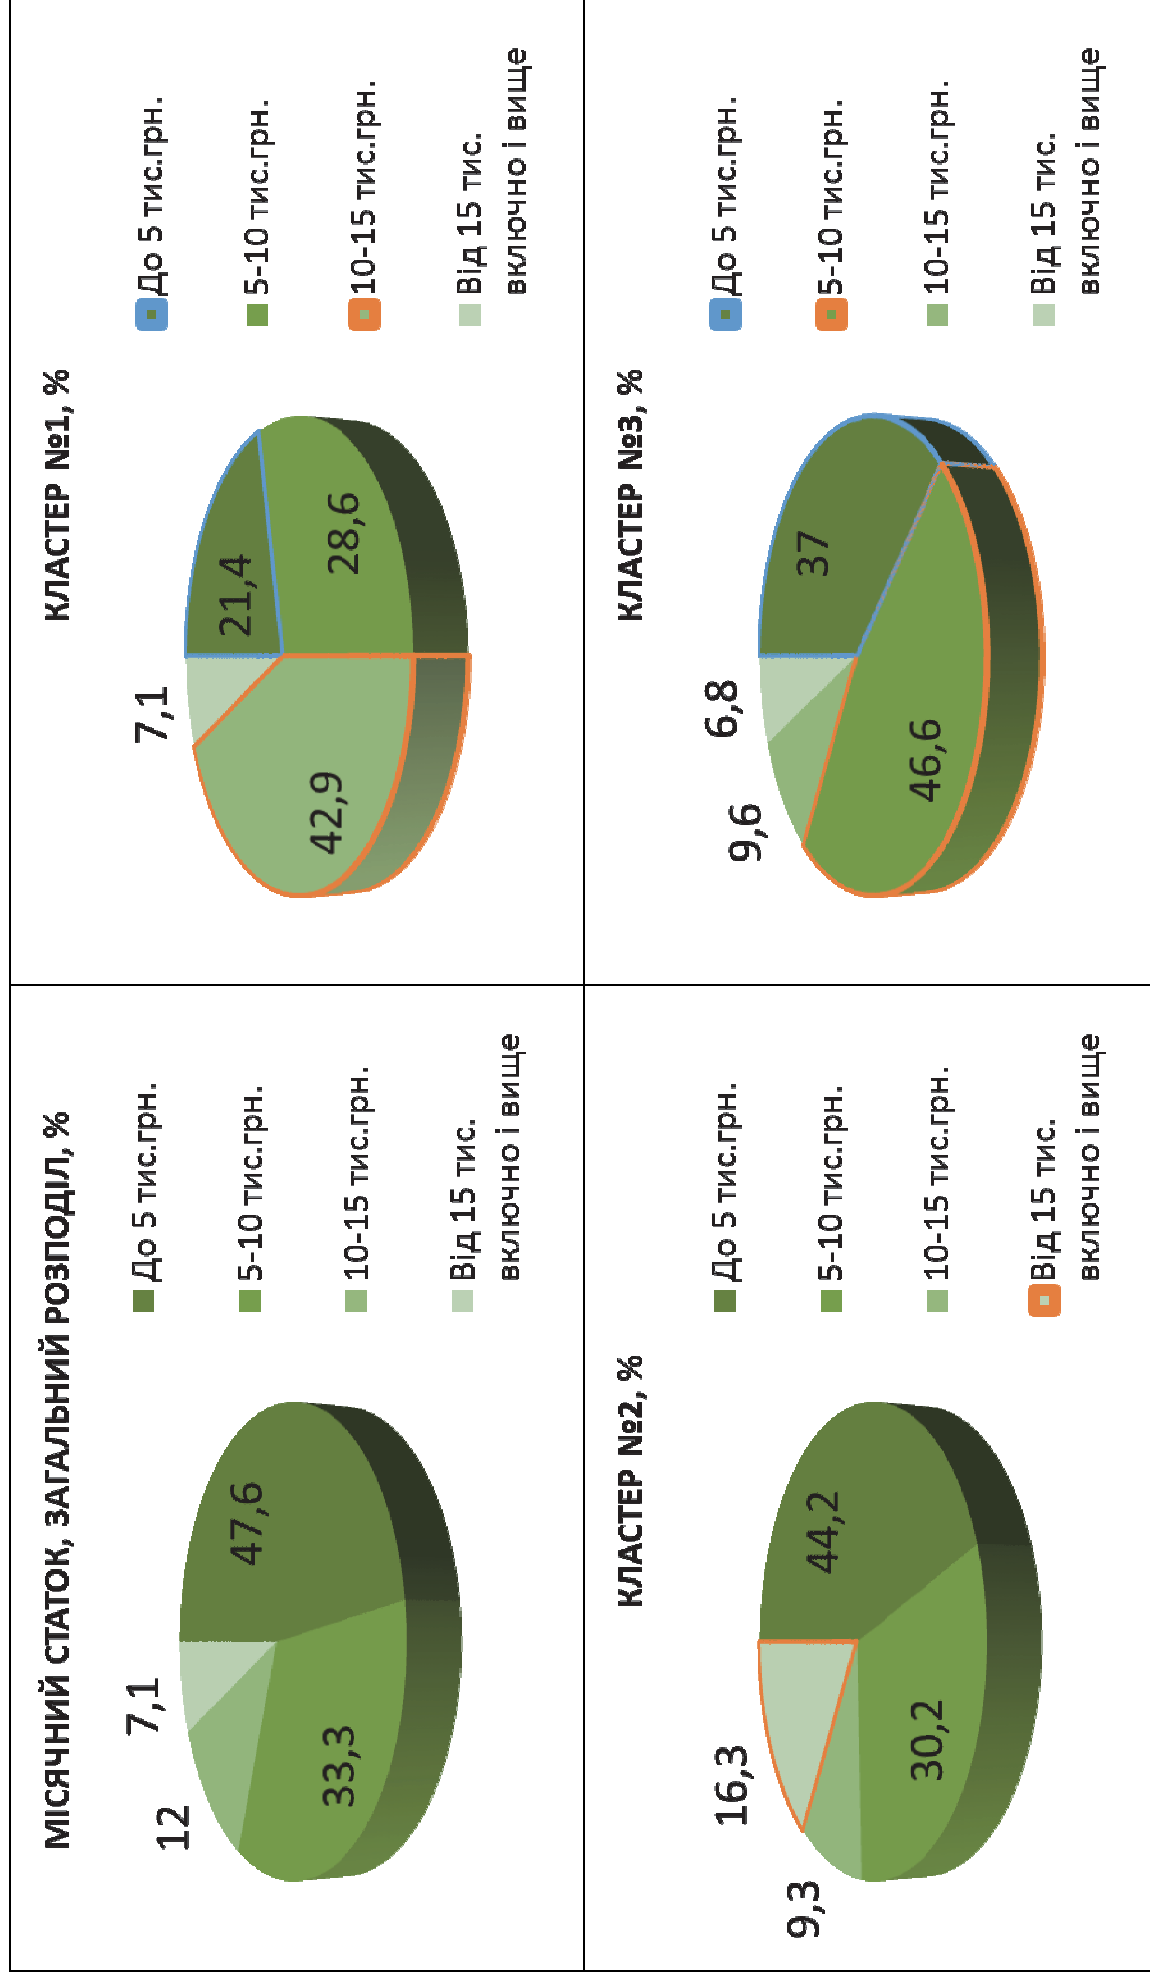 МІСЯЧНИЙ СТАТОК, ЗАГАЛЬНИЙ РОЗПОДІЛ, %
7,1
12
47,6
33,3
До 5 тис.грн.
5-10 тис.грн.
10-15 тис.грн.
Від 15 тис.
включно і вище
КЛАСТЕР №1, %
7,1
21,4
42,9
28,6
До 5 тис.грн.
5-10 тис.грн.
10-15 тис.грн.
Від 15 тис.
включно і вище
КЛАСТЕР №2, %
16,3
9,3
44,2
30,2
До 5 тис.грн.
5-10 тис.грн.
10-15 тис.грн.
Від 15 тис.
включно і вище
КЛАСТЕР №3, %
6,8
9,6
37
46,6
До 5 тис.грн.
5-10 тис.грн.
10-15 тис.грн.
Від 15 тис.
включно і вище